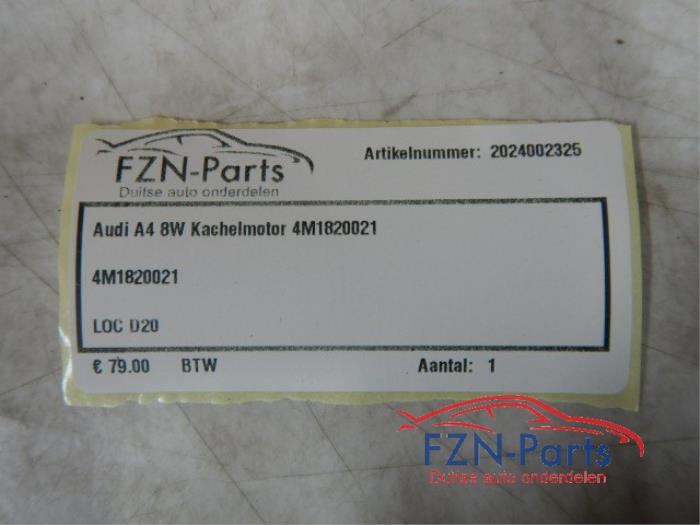 FZN-Parts
Duitse auto onderdelen
Artikelnummer: 2024002325
Audi A4 8W Kachelmotor 4M1820021
4M1820021
LOC D20
€ 79.00 BTW Aantal: 1
FZN-Parts
Duitse auto onderdelen